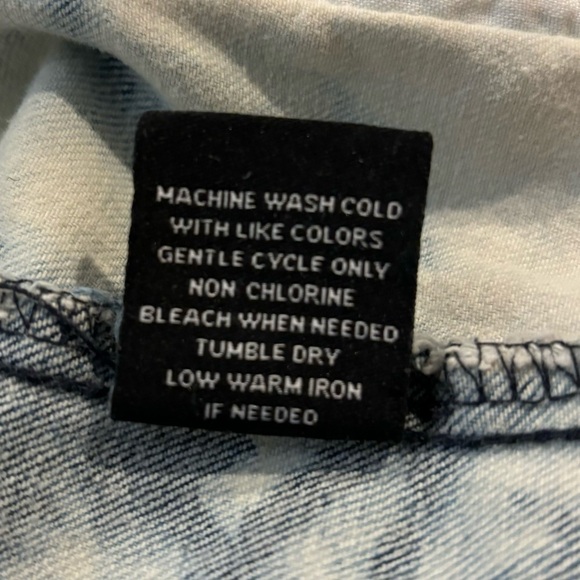 MACHINE WASH COLD
WITH LIKE COLORS
GENTLE CYCLE ONLY
NON CHLORINE
BLEACH WHEN NEEDED
TUMBLE DRY
LOW WARM IRON
IF NEEDED